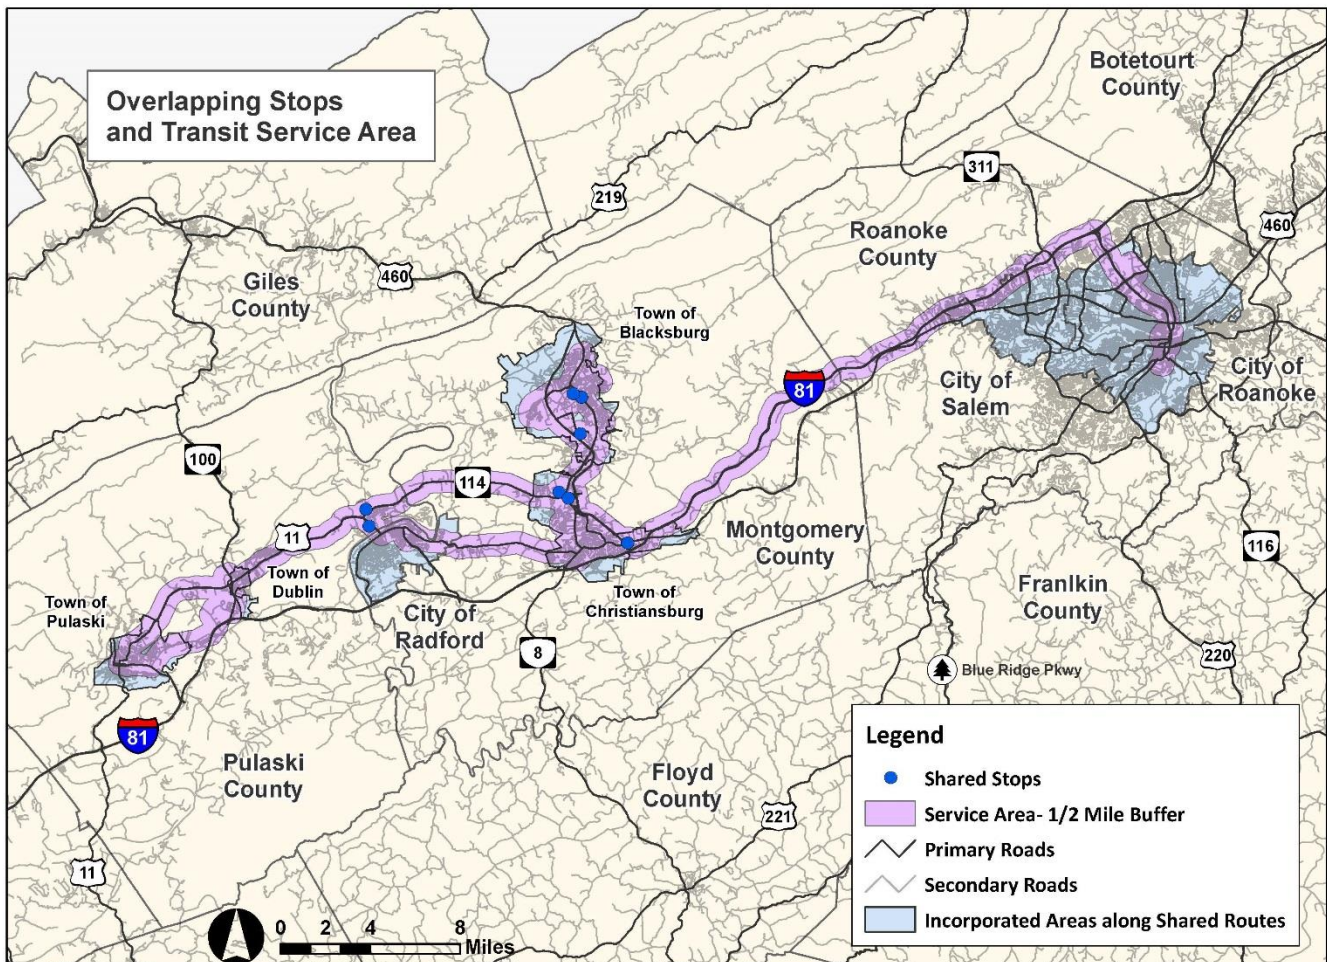 Overlapping Stops
and Transit Service Area
Botetourt
County
311
219
460
Roanoke
County
460
Giles
County
Town of
Blacksburg
81
City of
Salem
City of
Roanoke
100
114
11
Montgomery
County
116
Town of
Dublin
Town of
Pulaski
City of
Radford
Town of
Christiansburg
Franlkin
County
8
220
Blue Ridge Pkwy
81
Pulaski
County
Floyd
County
221
11
Legend
Shared Stops
Service Area- 1/2 Mile Buffer
Primary Roads
Secondary Roads
Incorporated Areas along Shared Routes
0 2 4 8
Miles